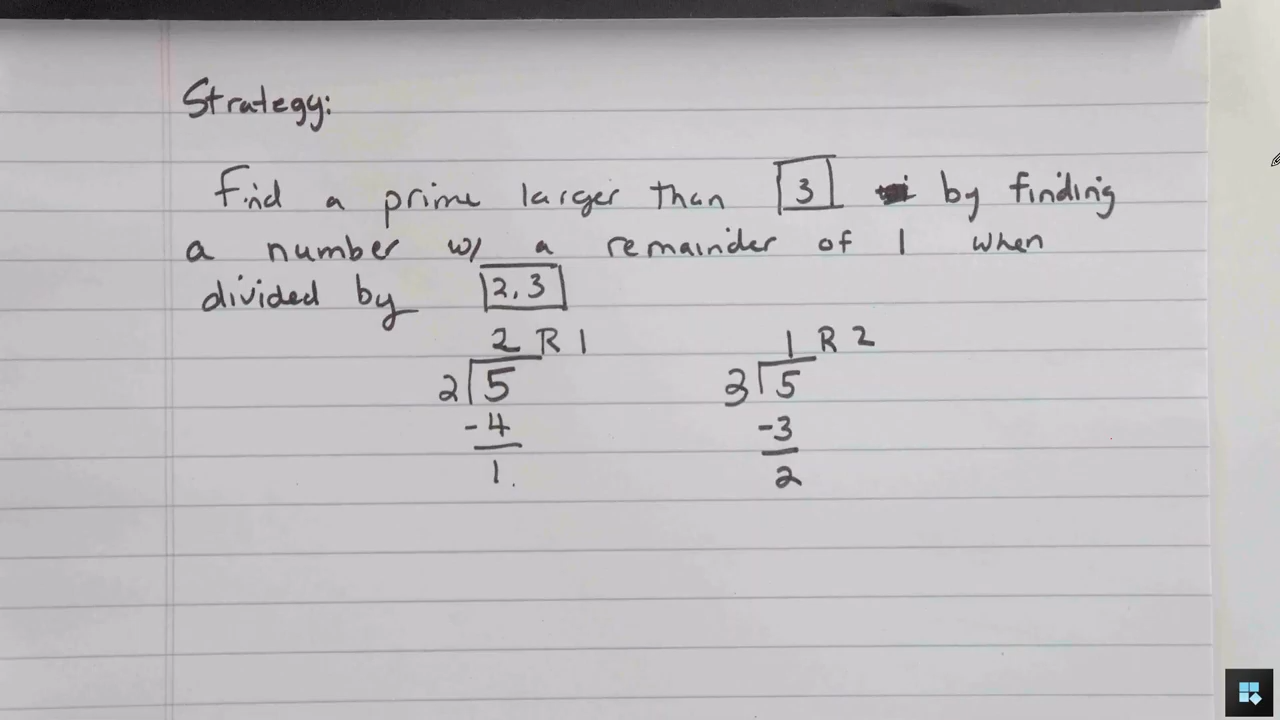 Strategy:
Find a prime larger than 3 by finding
a number w/ a remainder of 1 when
divided by 2, 3
2 R 1
2 5
-4
1
1 R 2
3 5
-3
2